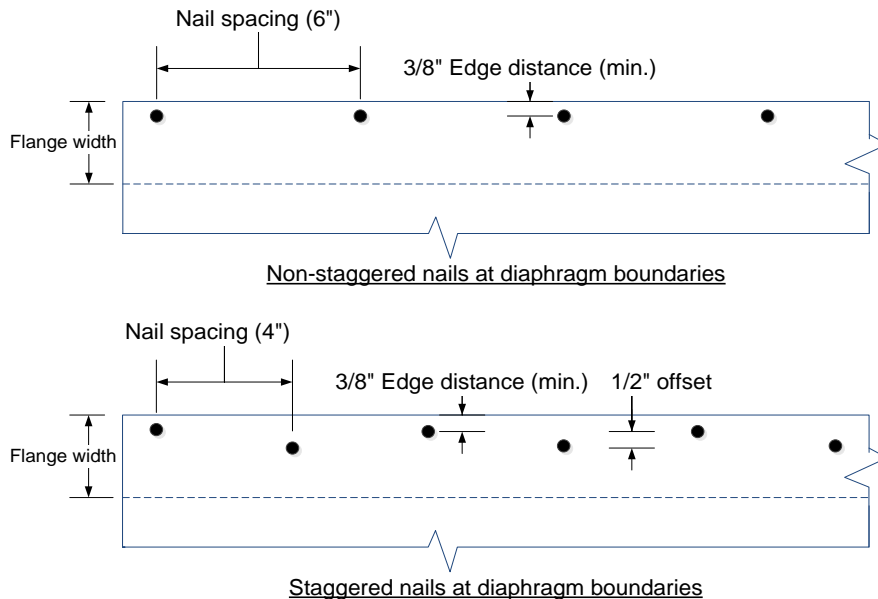 Nail spacing (6")
3/8" Edge distance (min.)
Flange width
Non-staggered nails at diaphragm boundaries
Nail spacing (4")
3/8" Edge distance (min.) 1/2" offset
Flange width
Staggered nails at diaphragm boundaries